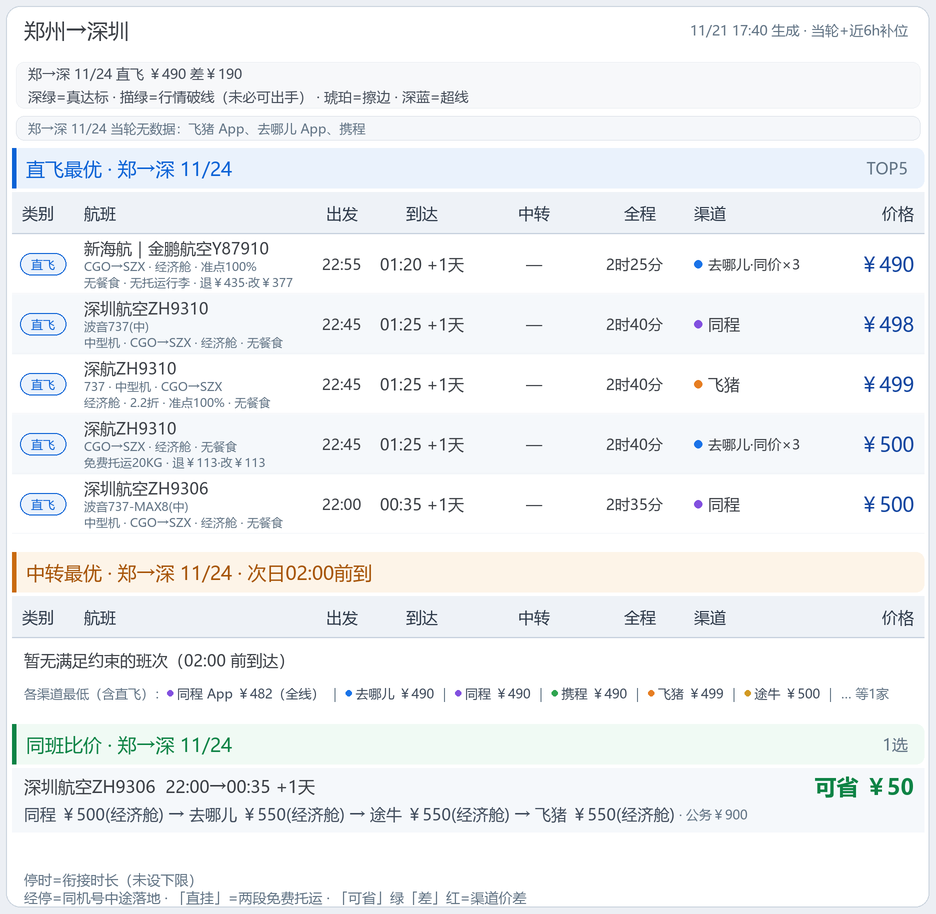 郑州→深圳
11/21 17:40 生成 · 当轮+近6h补位
郑→深 11/24 直飞 ¥490 差¥190
深绿=真达标 · 描绿=行情破线（未必可出手） · 琥珀=擦边 · 深蓝=超线
郑→深 11/24 当轮无数据：飞猪 App、去哪儿 App、携程
直飞最优 · 郑→深 11/24 TOP5
类别 航班 出发 到达 中转 全程 渠道 价格
新海航｜金鹏航空Y87910
直飞 CGO→SZX · 经济舱 · 准点100% 22:55 01:20 +1天 — 2时25分 去哪儿·同价×3 ¥490
无餐食 · 无托运行李 · 退¥435·改¥377
深圳航空ZH9310
直飞 波音737(中) 22:45 01:25 +1天 — 2时40分 同程 ¥498
中型机 · CGO→SZX · 经济舱 · 无餐食
深航ZH9310
直飞 737 · 中型机 · CGO→SZX 22:45 01:25 +1天 — 2时40分 飞猪 ¥499
经济舱 · 2.2折 · 准点100% · 无餐食
深航ZH9310
直飞 CGO→SZX · 经济舱 · 无餐食 22:45 01:25 +1天 — 2时40分 去哪儿·同价×3 ¥500
免费托运20KG · 退¥113·改¥113
深圳航空ZH9306
直飞 波音737-MAX8(中) 22:00 00:35 +1天 — 2时35分 同程 ¥500
中型机 · CGO→SZX · 经济舱 · 无餐食
中转最优 · 郑→深 11/24 · 次日02:00前到
类别 航班 出发 到达 中转 全程 渠道 价格
暂无满足约束的班次（02:00 前到达）
各渠道最低（含直飞）: 同程 App ¥482（全线） | 去哪儿 ¥490 | 同程 ¥490 | 携程 ¥490 | 飞猪 ¥499 | 途牛 ¥500 | ... 等1家
同班比价 · 郑→深 11/24 1选
深圳航空ZH9306 22:00→00:35 +1天 可省 ¥50
同程 ¥500(经济舱) → 去哪儿 ¥550(经济舱) → 途牛 ¥550(经济舱) → 飞猪 ¥550(经济舱) · 公务¥900
停时=衔接时长（未设下限）
经停=同机号中途落地 · 「直挂」=两段免费托运 · 「可省」绿「差」红=渠道价差